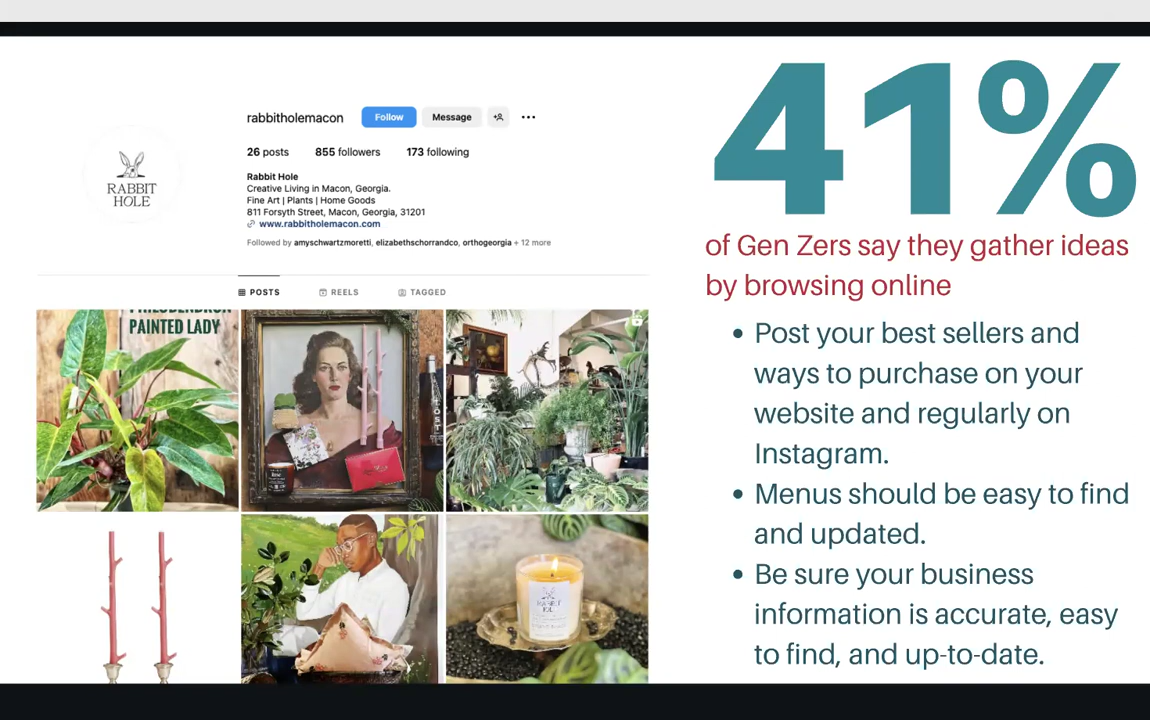 rabbitholemacon
Follow
Message
26 posts
855 followers
173 following
Rabbit Hole
Creative Living in Macon, Georgia.
Fine Art | Plants | Home Goods
811 Forsyth Street, Macon, Georgia, 31201
www.rabbitholemacon.com
Followed by amyschwartzmoretti, elizabethschorrandco, orthogeorgia + 12 more
RABBIT
HOLE
POSTS
REELS
TAGGED
PAINTED LADY
RABBIT
41%
of Gen Zers say they gather ideas
by browsing online
• Post your best sellers and
ways to purchase on your
website and regularly on
Instagram.
• Menus should be easy to find
and updated.
• Be sure your business
information is accurate, easy
to find, and up-to-date.